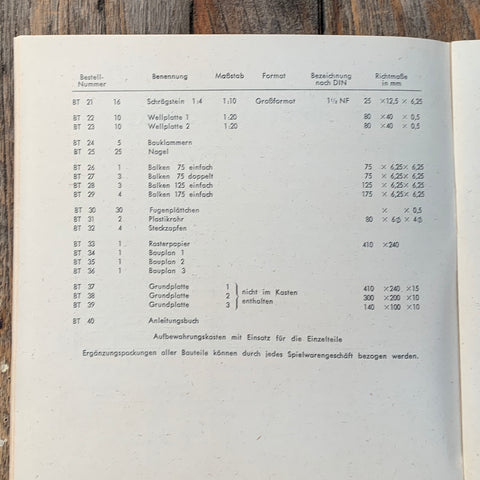 Bestell-Nummer Benennung Maßstab Format Bezeichnung nach DIN Richtmaße in mm
BT 21 16 Schrägstein 1:4 1:10 Großformat 1½ NF 25 × 12,5 × 6,25
BT 22 10 Wellplatte 1 1:20 80 × 40 × 0,5
BT 23 10 Wellplatte 2 1:20 80 × 40 × 0,5
BT 24 5 Bauklammern
BT 25 25 Nagel
BT 26 1 Balken 75 einfach 75 × 6,25 × 6,25
BT 27 3 Balken 75 doppelt 75 × 6,25 × 6,25
BT 28 3 Balken 125 einfach 125 × 6,25 × 6,25
BT 29 4 Balken 175 einfach 175 × 6,25 × 6,25
BT 30 30 Fugenplättchen × × 0,5
BT 31 2 Plastikrohr 80 × 6ф × 4ф
BT 32 4 Steckzapfen
BT 33 1 Rasterpapier 410 × 240
BT 34 1 Bauplan 1
BT 35 1 Bauplan 2
BT 36 1 Bauplan 3
BT 37 Grundplatte 1 410 × 240 × 15
BT 38 Grundplatte 2 nicht im Kasten 300 × 200 × 10
BT 39 Grundplatte 3 enthalten 140 × 100 × 10
BT 40 Anleitungsbuch
Aufbewahrungskasten mit Einsatz für die Einzelteile
Ergänzungspackungen aller Bauteile können durch jedes Spielwarengeschäft bezogen werden.